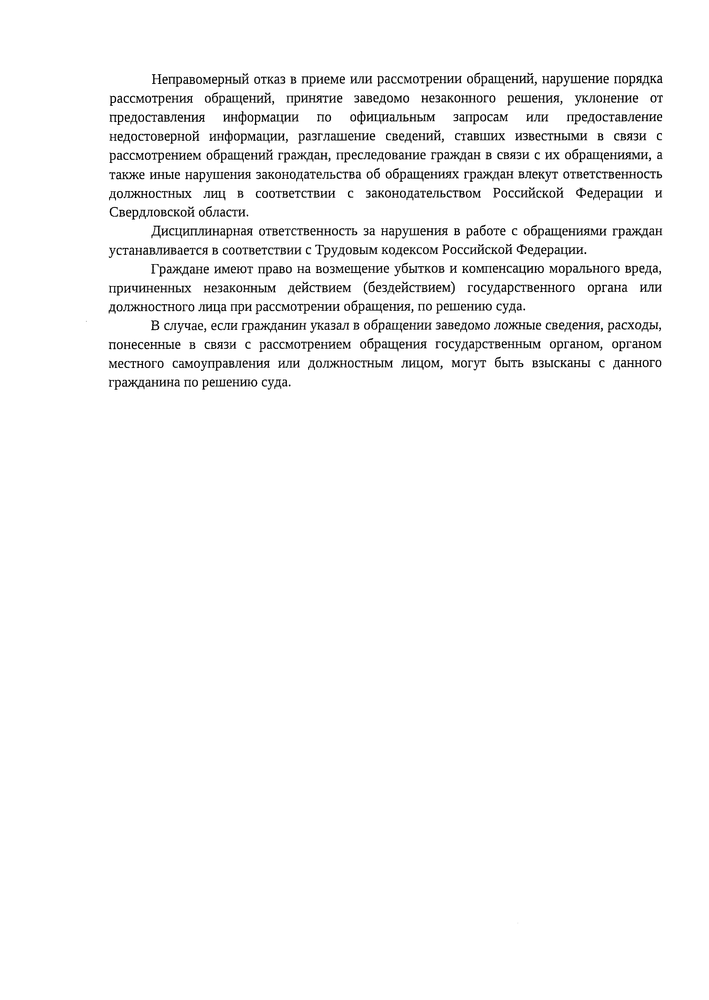 Неправомерный отказ в приеме или рассмотрении обращений, нарушение порядка
рассмотрения обращений, принятие заведомо незаконного решения, уклонение от
предоставления информации по официальным запросам или предоставление
недостоверной информации, разглашение сведений, ставших известными в связи с
рассмотрением обращений граждан, преследование граждан в связи с их обращениями, а
также иные нарушения законодательства об обращениях граждан влекут ответственность
должностных лиц в соответствии с законодательством Российской Федерации и
Свердловской области.
Дисциплинарная ответственность за нарушения в работе с обращениями граждан
устанавливается в соответствии с Трудовым кодексом Российской Федерации.
Граждане имеют право на возмещение убытков и компенсацию морального вреда,
причиненных незаконным действием (бездействием) государственного органа или
должностного лица при рассмотрении обращения, по решению суда.
В случае, если гражданин указал в обращении заведомо ложные сведения, расходы,
понесенные в связи с рассмотрением обращения государственным органом, органом
местного самоуправления или должностным лицом, могут быть взысканы с данного
гражданина по решению суда.